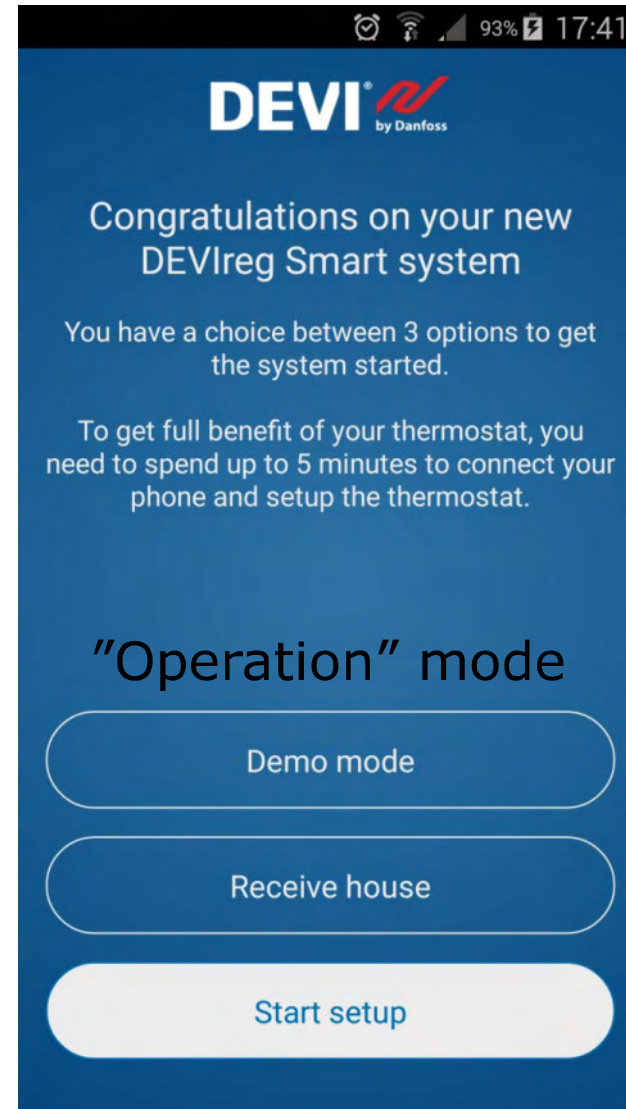 93% 17:41
DEVI®
by Danfoss
Congratulations on your new
DEVIreg Smart system
You have a choice between 3 options to get
the system started.
To get full benefit of your thermostat, you
need to spend up to 5 minutes to connect your
phone and setup the thermostat.
”Operation” mode
Demo mode
Receive house
Start setup